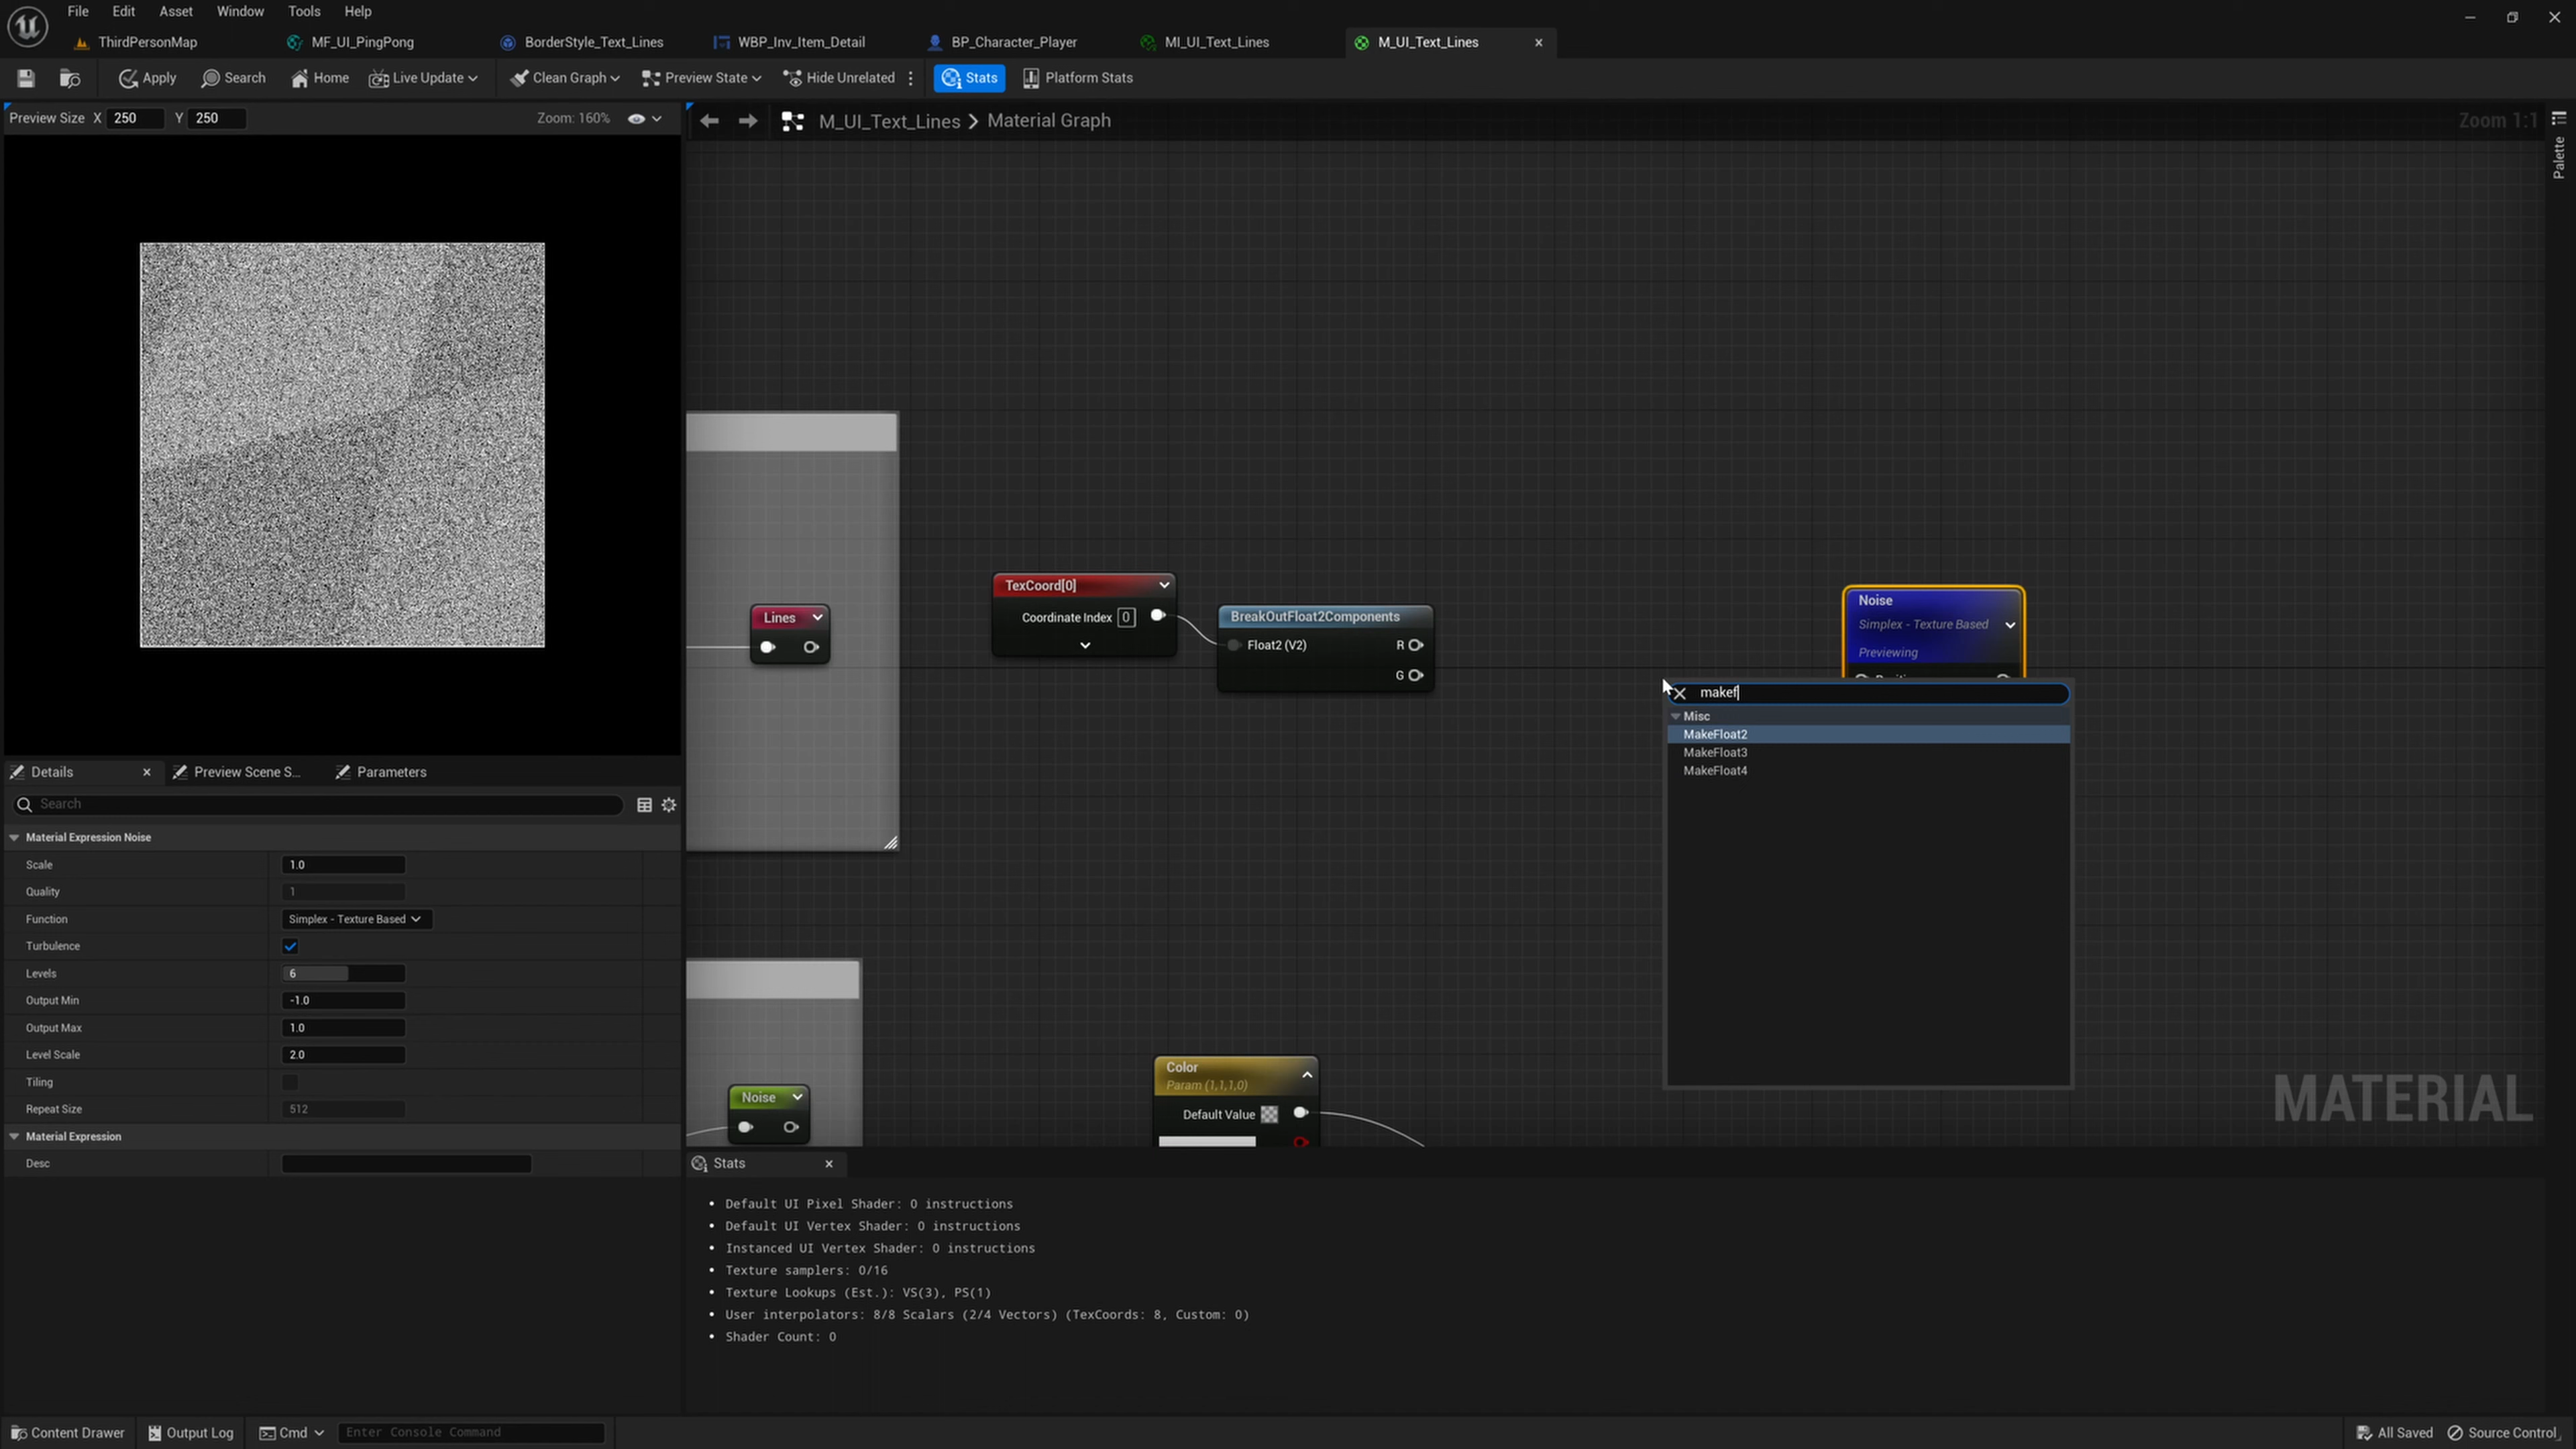 File Edit Asset Window Tools Help
ThirdPersonMap MF_UI_PingPong BorderStyle_Text_Lines WBP_Inv_Item_Detail BP_Character_Player MI_UI_Text_Lines M_UI_Text_Lines
Apply Search Home Live Update Clean Graph Preview State Hide Unrelated Stats Platform Stats
Preview Size X 250 Y 250 Zoom: 160%
M_UI_Text_Lines > Material Graph Zoom 1:1
Palette
Lines
TexCoord[0]
Coordinate Index 0
BreakOutFloat2Components
Float2 (V2) R
G
Noise
Simplex - Texture Based
Previewing
makef
Misc
MakeFloat2
MakeFloat3
MakeFloat4
Noise
Color
Param (1,1,1,0)
Default Value
MATERIAL
Details Preview Scene S... Parameters
Search
Material Expression Noise
Scale 1.0
Quality 1
Function Simplex - Texture Based
Turbulence
Levels 6
Output Min -1.0
Output Max 1.0
Level Scale 2.0
Tiling
Repeat Size 512
Material Expression
Desc
Stats
• Default UI Pixel Shader: 0 instructions
• Default UI Vertex Shader: 0 instructions
• Instanced UI Vertex Shader: 0 instructions
• Texture samplers: 0/16
• Texture Lookups (Est.): VS(3), PS(1)
• User interpolators: 8/8 Scalars (2/4 Vectors) (TexCoords: 8, Custom: 0)
• Shader Count: 0
Content Drawer Output Log Cmd Enter Console Command All Saved Source Control